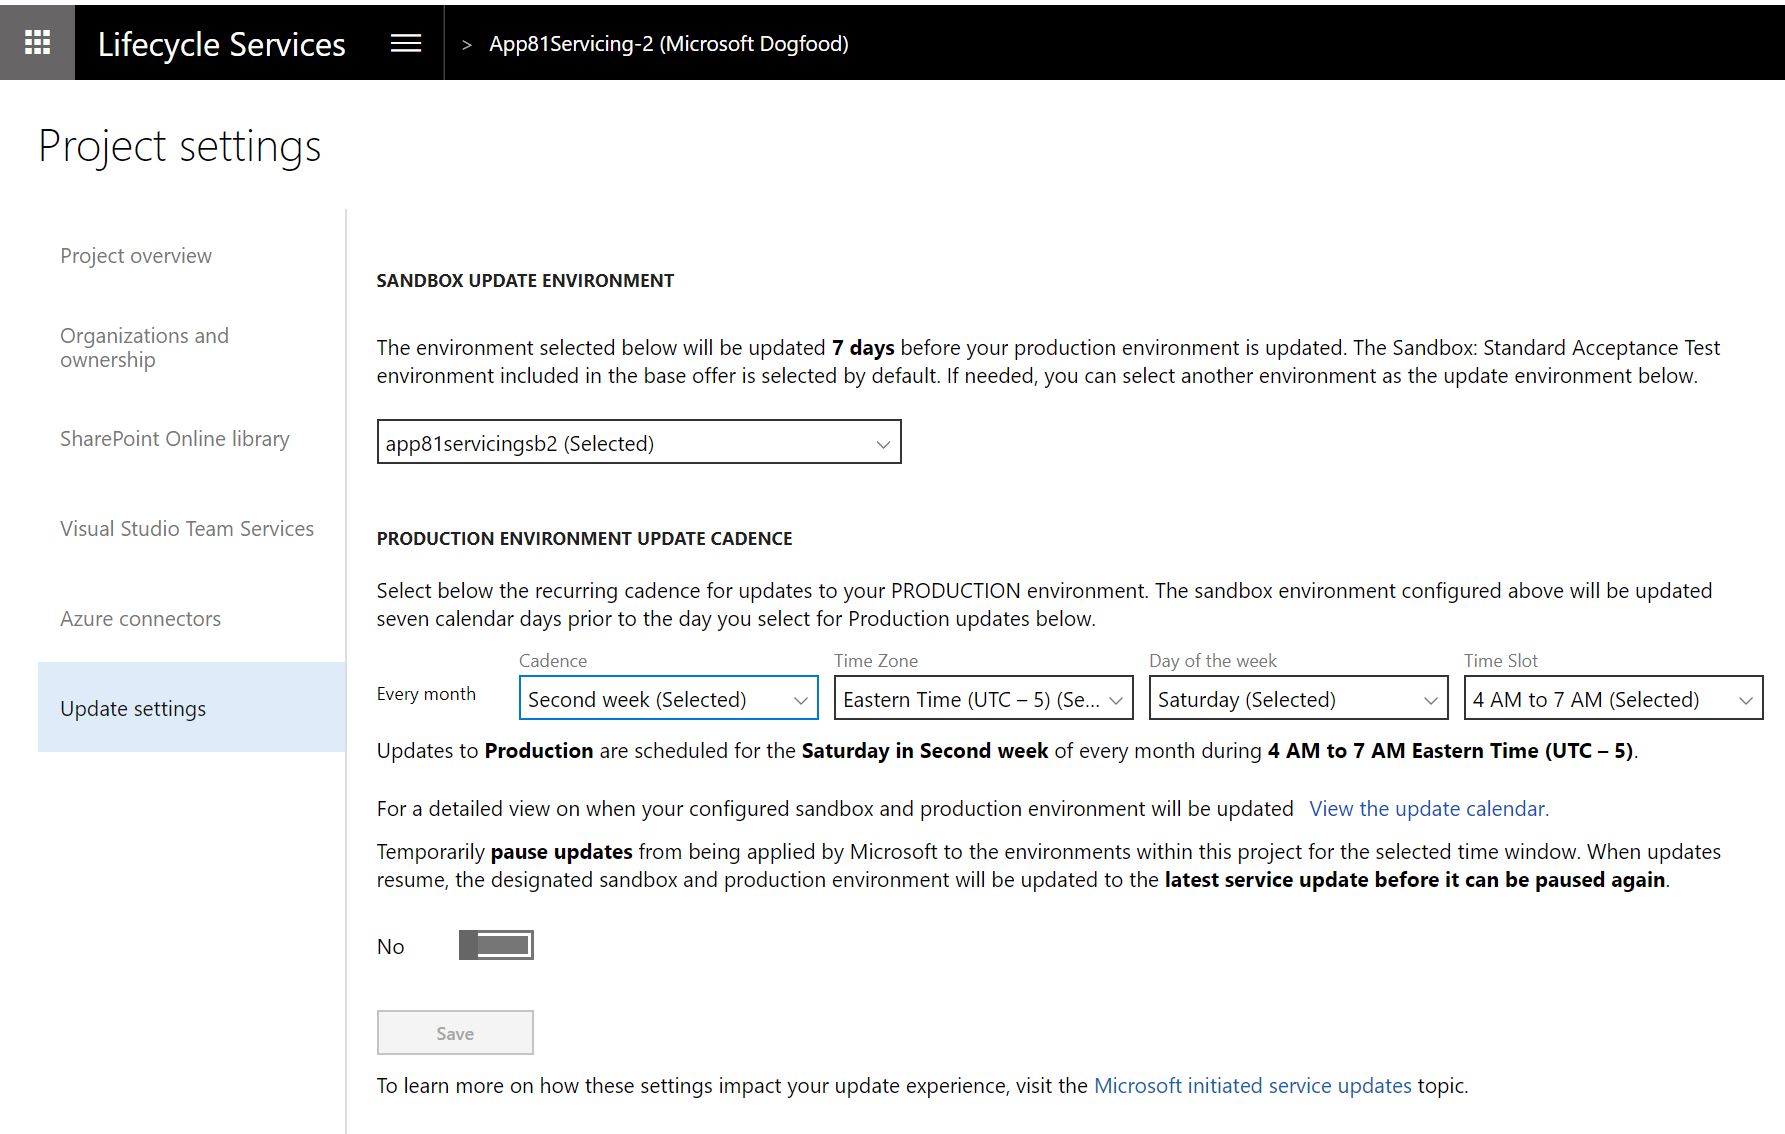 Lifecycle Services
> App81Servicing-2 (Microsoft Dogfood)
Project settings
Project overview
Organizations and
ownership
SharePoint Online library
Visual Studio Team Services
Azure connectors
Update settings
SANDBOX UPDATE ENVIRONMENT
The environment selected below will be updated 7 days before your production environment is updated. The Sandbox: Standard Acceptance Test
environment included in the base offer is selected by default. If needed, you can select another environment as the update environment below.
app81servicingsb2 (Selected)
PRODUCTION ENVIRONMENT UPDATE CADENCE
Select below the recurring cadence for updates to your PRODUCTION environment. The sandbox environment configured above will be updated
seven calendar days prior to the day you select for Production updates below.
Cadence Time Zone Day of the week Time Slot
Every month Second week (Selected) Eastern Time (UTC – 5) (Se... Saturday (Selected) 4 AM to 7 AM (Selected)
Updates to Production are scheduled for the Saturday in Second week of every month during 4 AM to 7 AM Eastern Time (UTC – 5).
For a detailed view on when your configured sandbox and production environment will be updated View the update calendar.
Temporarily pause updates from being applied by Microsoft to the environments within this project for the selected time window. When updates
resume, the designated sandbox and production environment will be updated to the latest service update before it can be paused again.
No
Save
To learn more on how these settings impact your update experience, visit the Microsoft initiated service updates topic.